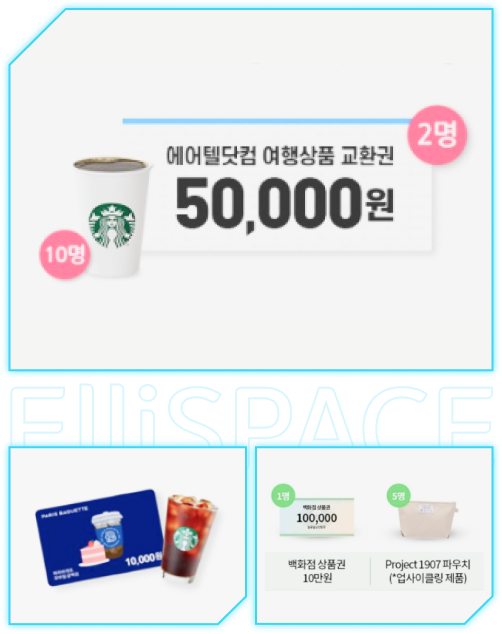 2명
에어텔닷컴 여행상품 교환권
50,000원
10명
ElliSPACE
PARIS BAGUETTE
10,000원
1명
백화점 상품권
100,000
5명
백화점 상품권
10만원
Project 1907 파우치
(*업사이클링 제품)